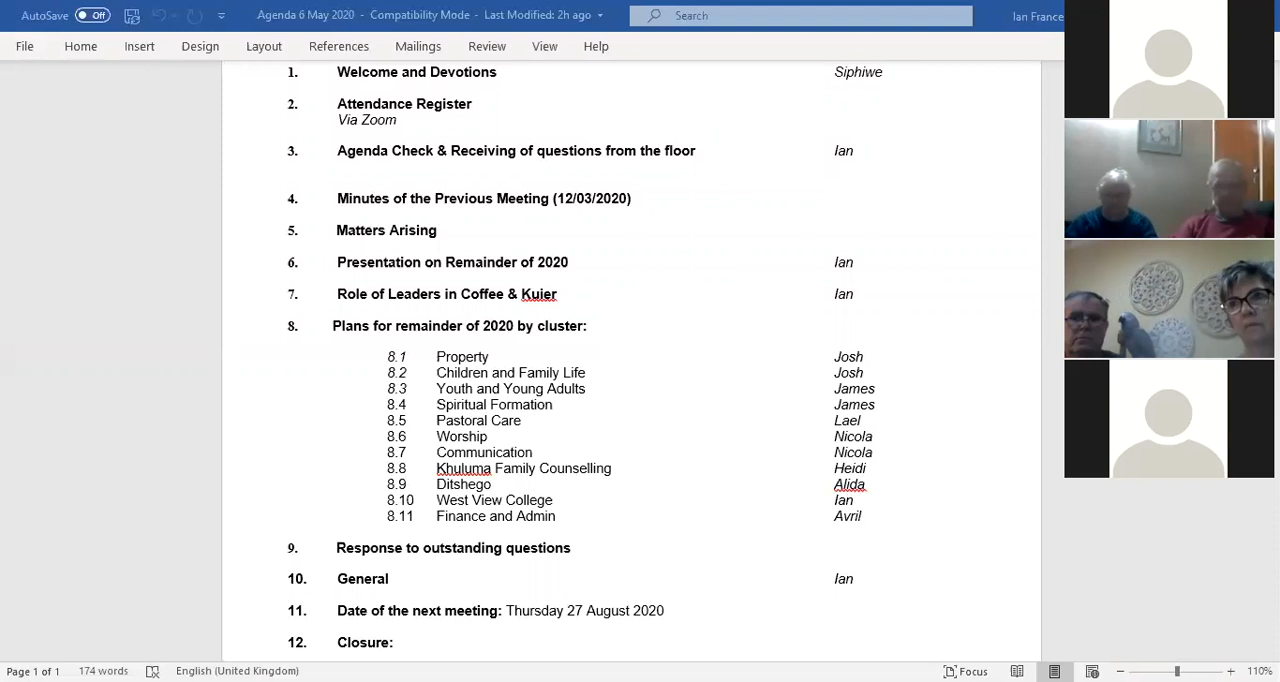 AutoSave Off Agenda 6 May 2020 - Compatibility Mode - Last Modified: 2h ago Search Ian France
File Home Insert Design Layout References Mailings Review View Help
1. Welcome and Devotions Siphiwe
2. Attendance Register
Via Zoom
3. Agenda Check & Receiving of questions from the floor Ian
4. Minutes of the Previous Meeting (12/03/2020)
5. Matters Arising
6. Presentation on Remainder of 2020 Ian
7. Role of Leaders in Coffee & Kuier Ian
8. Plans for remainder of 2020 by cluster:
8.1 Property Josh
8.2 Children and Family Life Josh
8.3 Youth and Young Adults James
8.4 Spiritual Formation James
8.5 Pastoral Care Lael
8.6 Worship Nicola
8.7 Communication Nicola
8.8 Khuluma Family Counselling Heidi
8.9 Ditshego Alida
8.10 West View College Ian
8.11 Finance and Admin Avril
9. Response to outstanding questions
10. General Ian
11. Date of the next meeting: Thursday 27 August 2020
12. Closure:
Page 1 of 1 174 words English (United Kingdom) Focus 110%